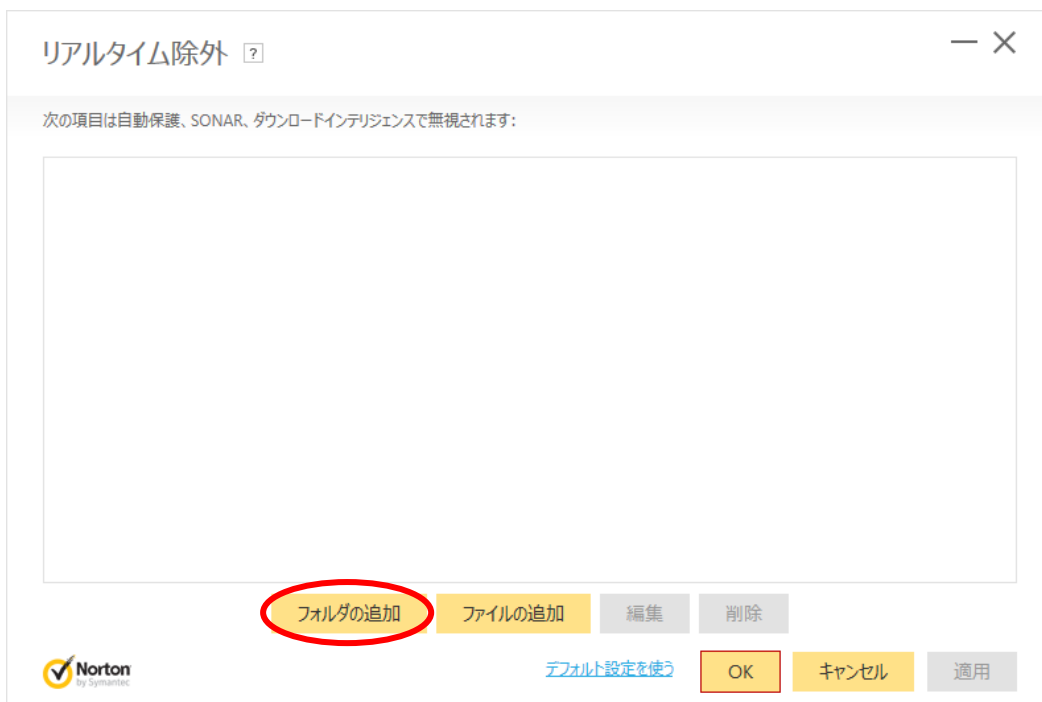 リアルタイム除外 ?
次の項目は自動保護、SONAR、ダウンロードインテリジェンスで無視されます:
フォルダの追加 ファイルの追加 編集 削除
Norton
by Symantec
デフォルト設定を使う OK キャンセル 適用